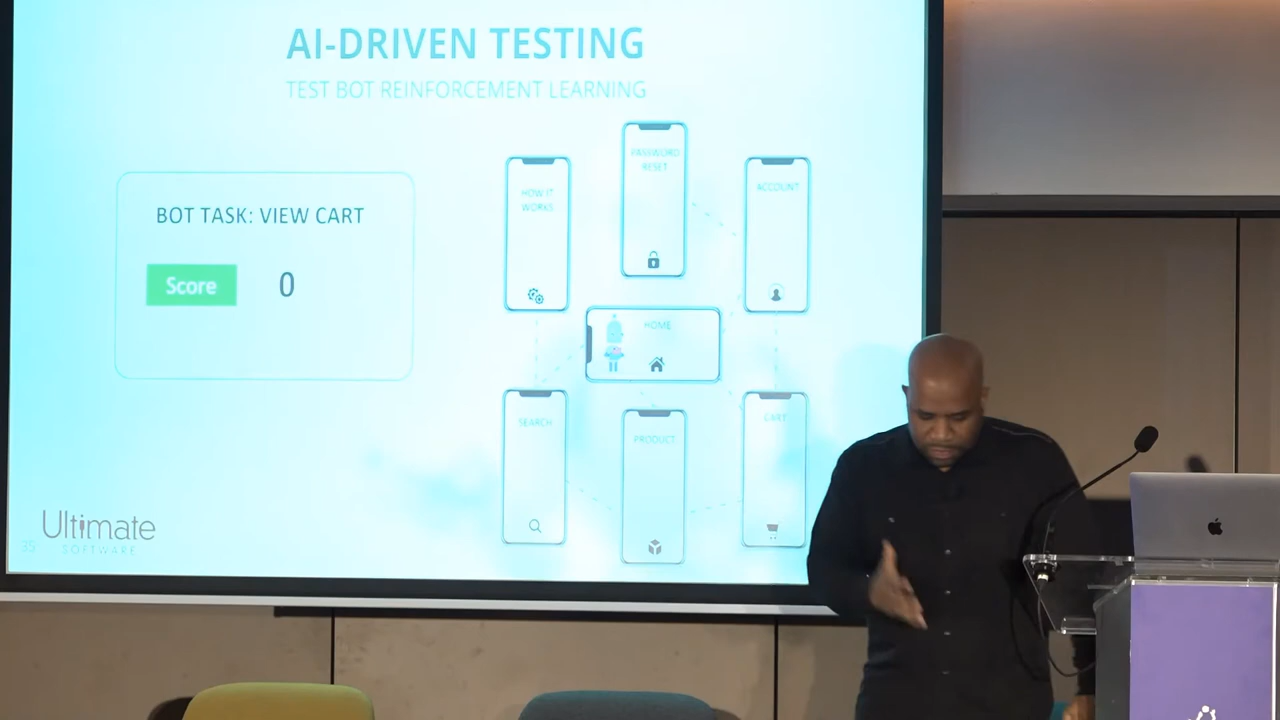 AI-DRIVEN TESTING
TEST BOT REINFORCEMENT LEARNING
BOT TASK: VIEW CART
Score 0
HOW IT
WORKS
PASSWORD
RESET
ACCOUNT
HOME
SEARCH
PRODUCT
CART
Ultimate
SOFTWARE
35